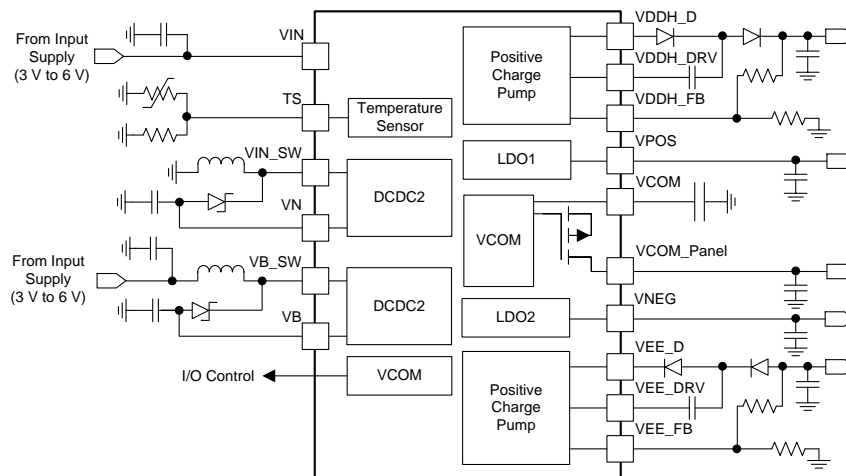 From Input
Supply
(3 V to 6 V)
VIN
TS
Temperature
Sensor
VIN_SW
DCDC2
VN
From Input
Supply
(3 V to 6 V)
VB_SW
DCDC2
VB
I/O Control
VCOM
Positive
Charge
Pump
VDDH_D
VDDH_DRV
VDDH_FB
LDO1
VPOS
VCOM
VCOM
VCOM_Panel
LDO2
VNEG
Positive
Charge
Pump
VEE_D
VEE_DRV
VEE_FB